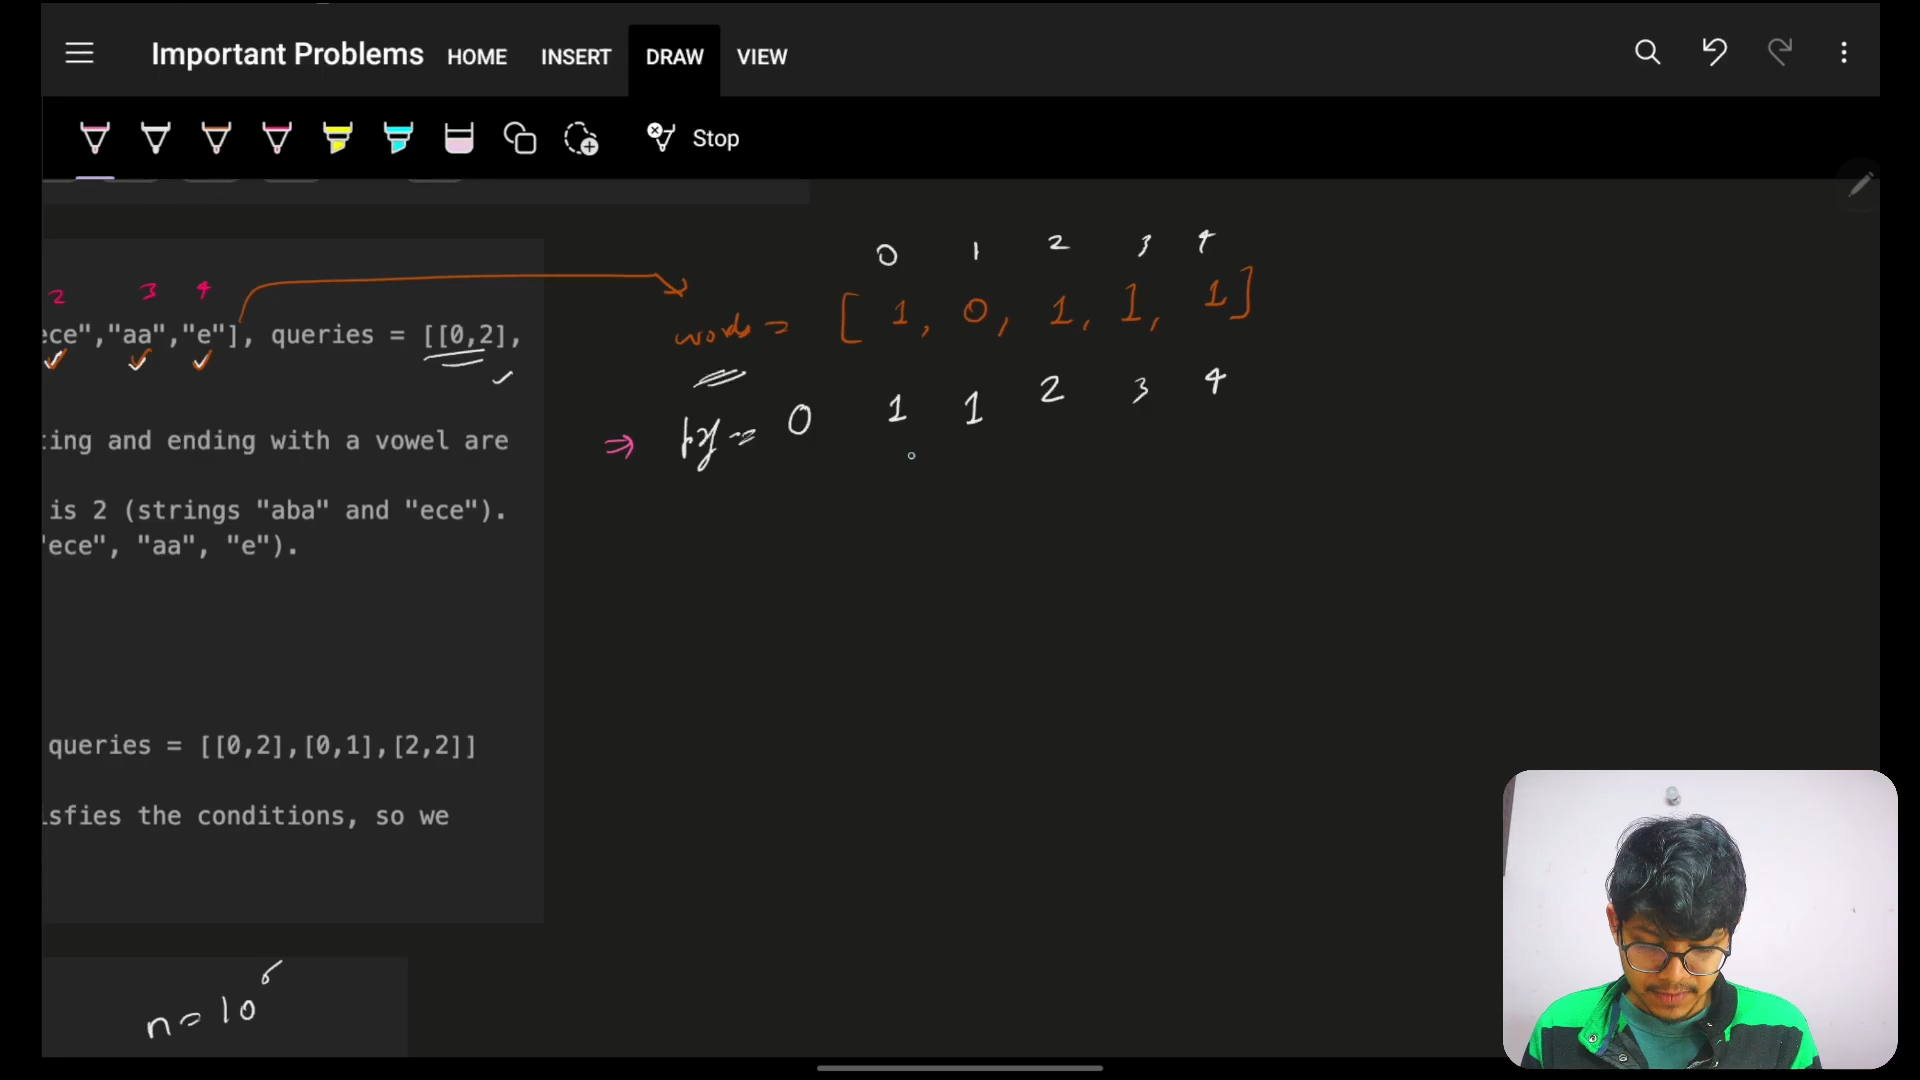 Important Problems HOME INSERT DRAW VIEW
Stop
0 1 2 3 4
2 3 4
[ 1, 0, 1, 1, 1 ]
ece","aa","e"], queries = [[0,2],
words =
0 1 1 2 3 4
ing and ending with a vowel are
is 2 (strings "aba" and "ece").
ece", "aa", "e").
queries = [[0,2],[0,1],[2,2]]
sfies the conditions, so we
n = 10^6